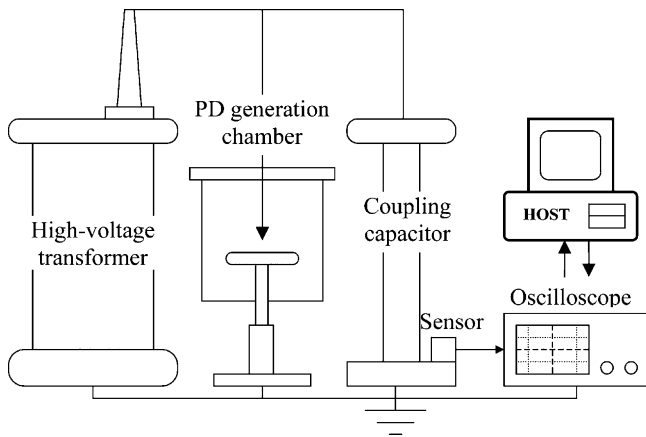 PD generation
chamber
High-voltage
transformer
Coupling
capacitor
HOST
Sensor
Oscilloscope